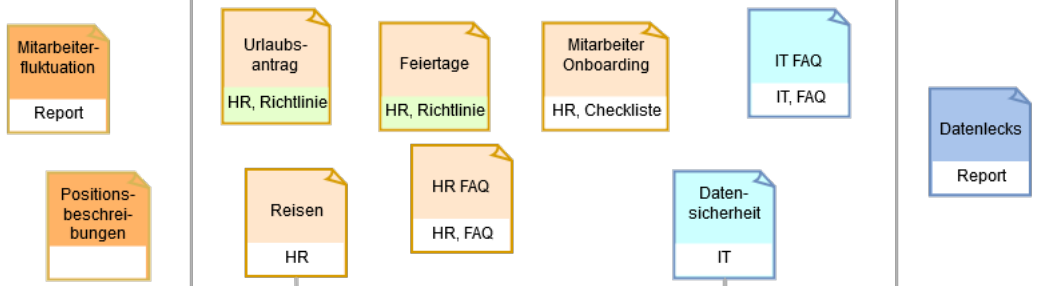 Mitarbeiter-
fluktuation
Report
Urlaubs-
antrag
HR, Richtlinie
Feiertage
HR, Richtlinie
Mitarbeiter
Onboarding
HR, Checkliste
IT FAQ
IT, FAQ
Datenlecks
Report
Positions-
beschrei-
bungen
Reisen
HR
HR FAQ
HR, FAQ
Daten-
sicherheit
IT